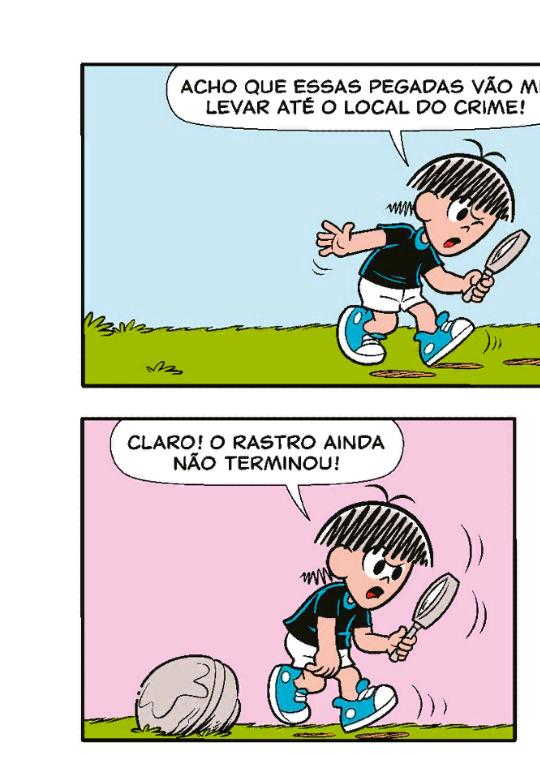 ACHO QUE ESSAS PEGADAS VÃO
LEVAR ATÉ O LOCAL DO CRIME!
CLARO! O RASTRO AINDA
NÃO TERMINOU!